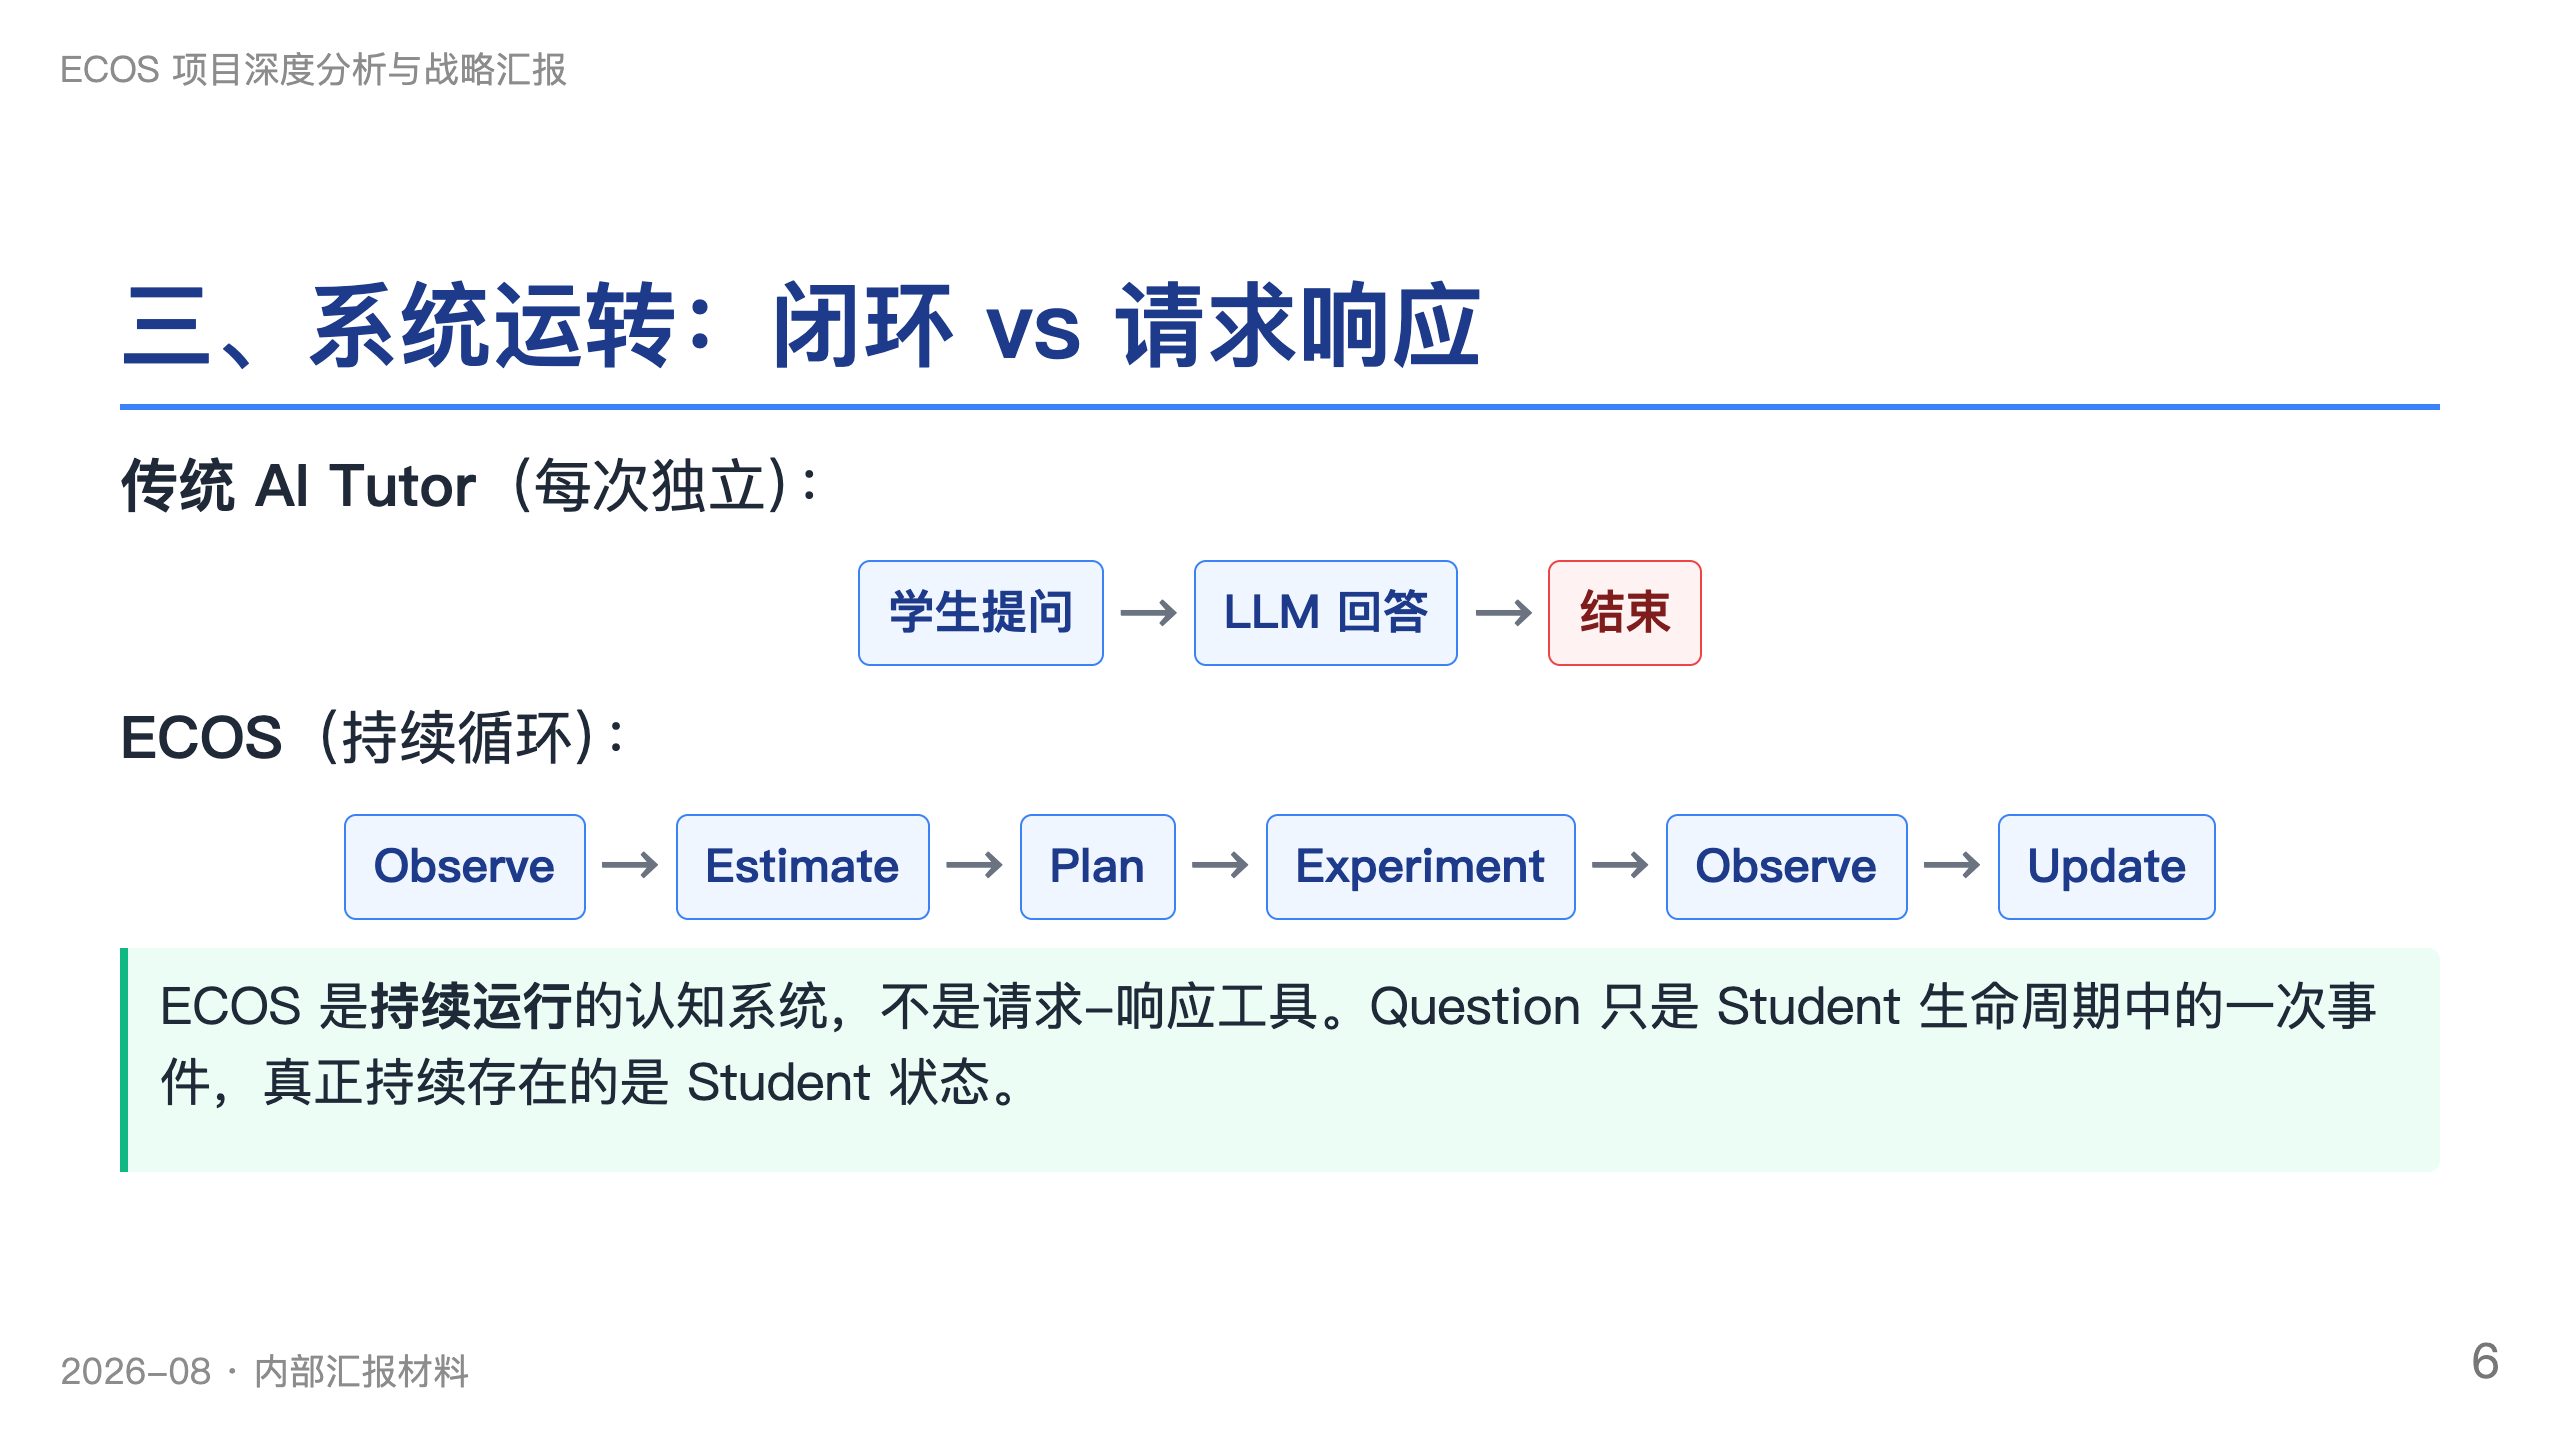 ECOS 项目深度分析与战略汇报
三、系统运转：闭环 vs 请求响应
传统 AI Tutor（每次独立）：
学生提问 → LLM 回答 → 结束
ECOS（持续循环）：
Observe → Estimate → Plan → Experiment → Observe → Update
ECOS 是持续运行的认知系统，不是请求-响应工具。Question 只是 Student 生命周期中的一次事
件，真正持续存在的是 Student 状态。
2026-08 · 内部汇报材料
6